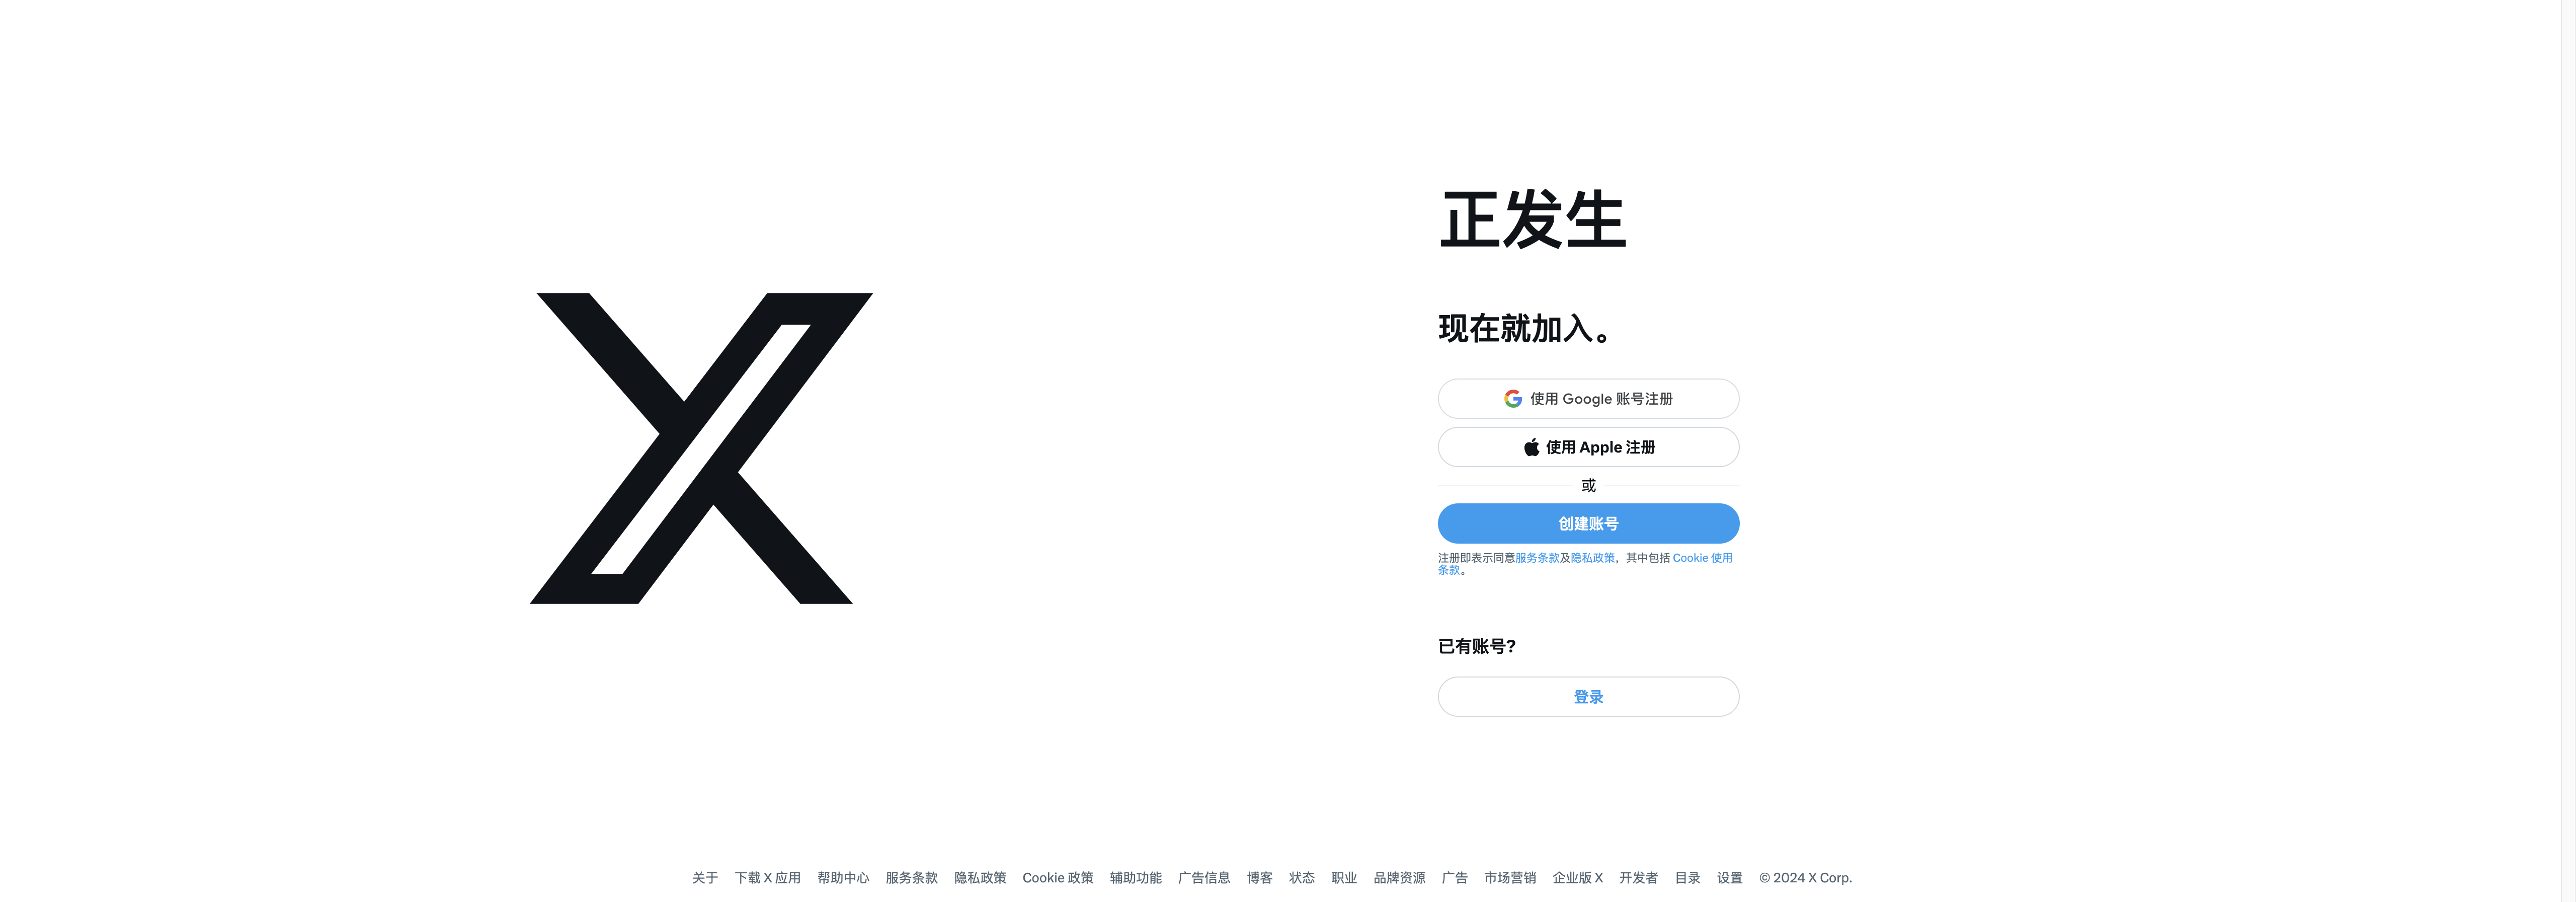 正发生
现在就加入。
使用 Google 账号注册
使用 Apple 注册
或
创建账号
注册即表示同意服务条款及隐私政策，其中包括 Cookie 使用
条款。
已有账号?
登录
关于 下载 X 应用 帮助中心 服务条款 隐私政策 Cookie 政策 辅助功能 广告信息 博客 状态 职业 品牌资源 广告 市场营销 企业版 X 开发者 目录 设置 © 2024 X Corp.